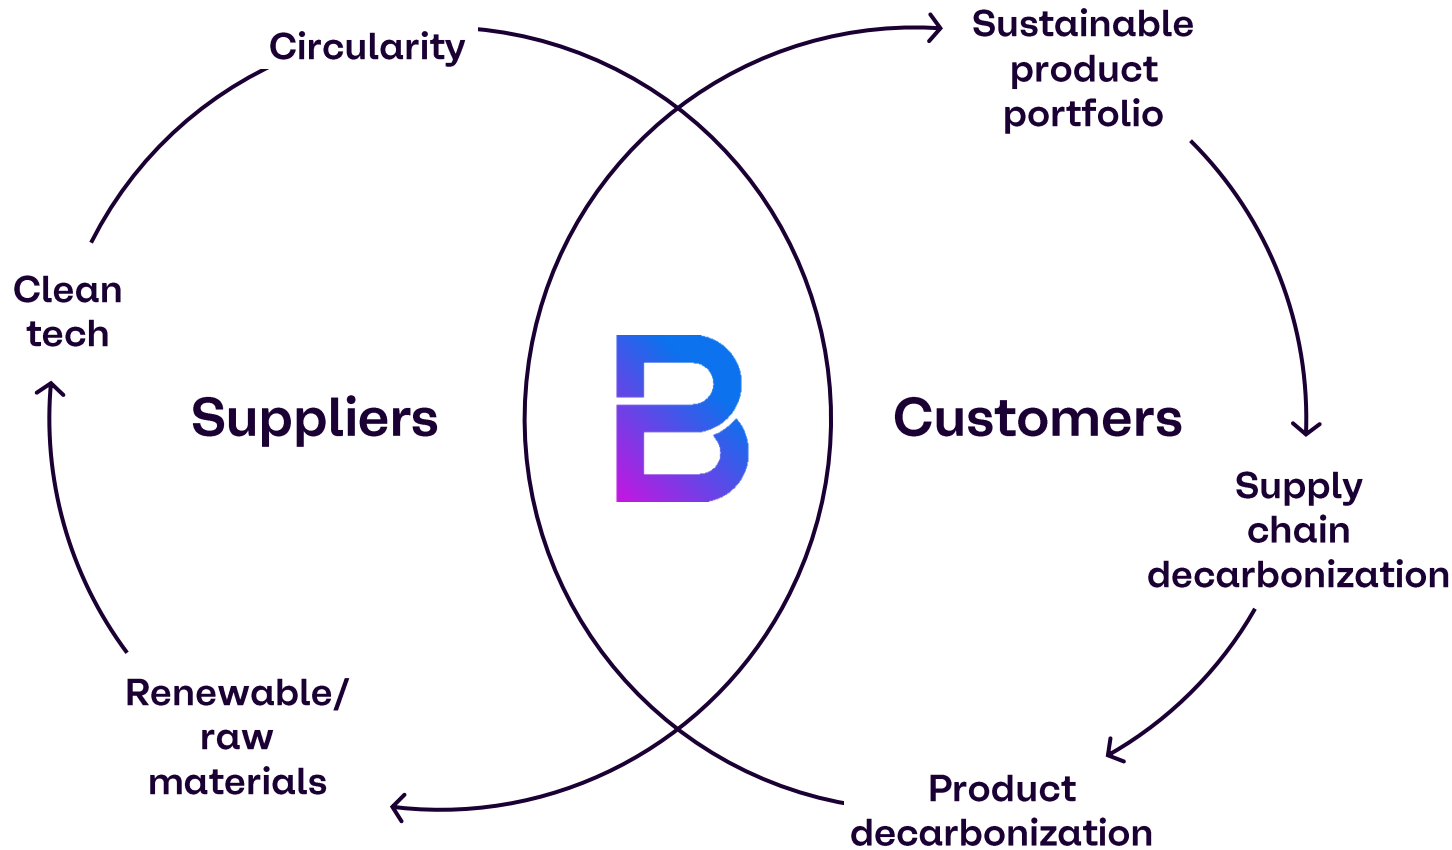 Circularity
Sustainable
product
portfolio
Clean
tech
Suppliers
B
Customers
Supply
chain
decarbonization
Renewable/
raw
materials
Product
decarbonization